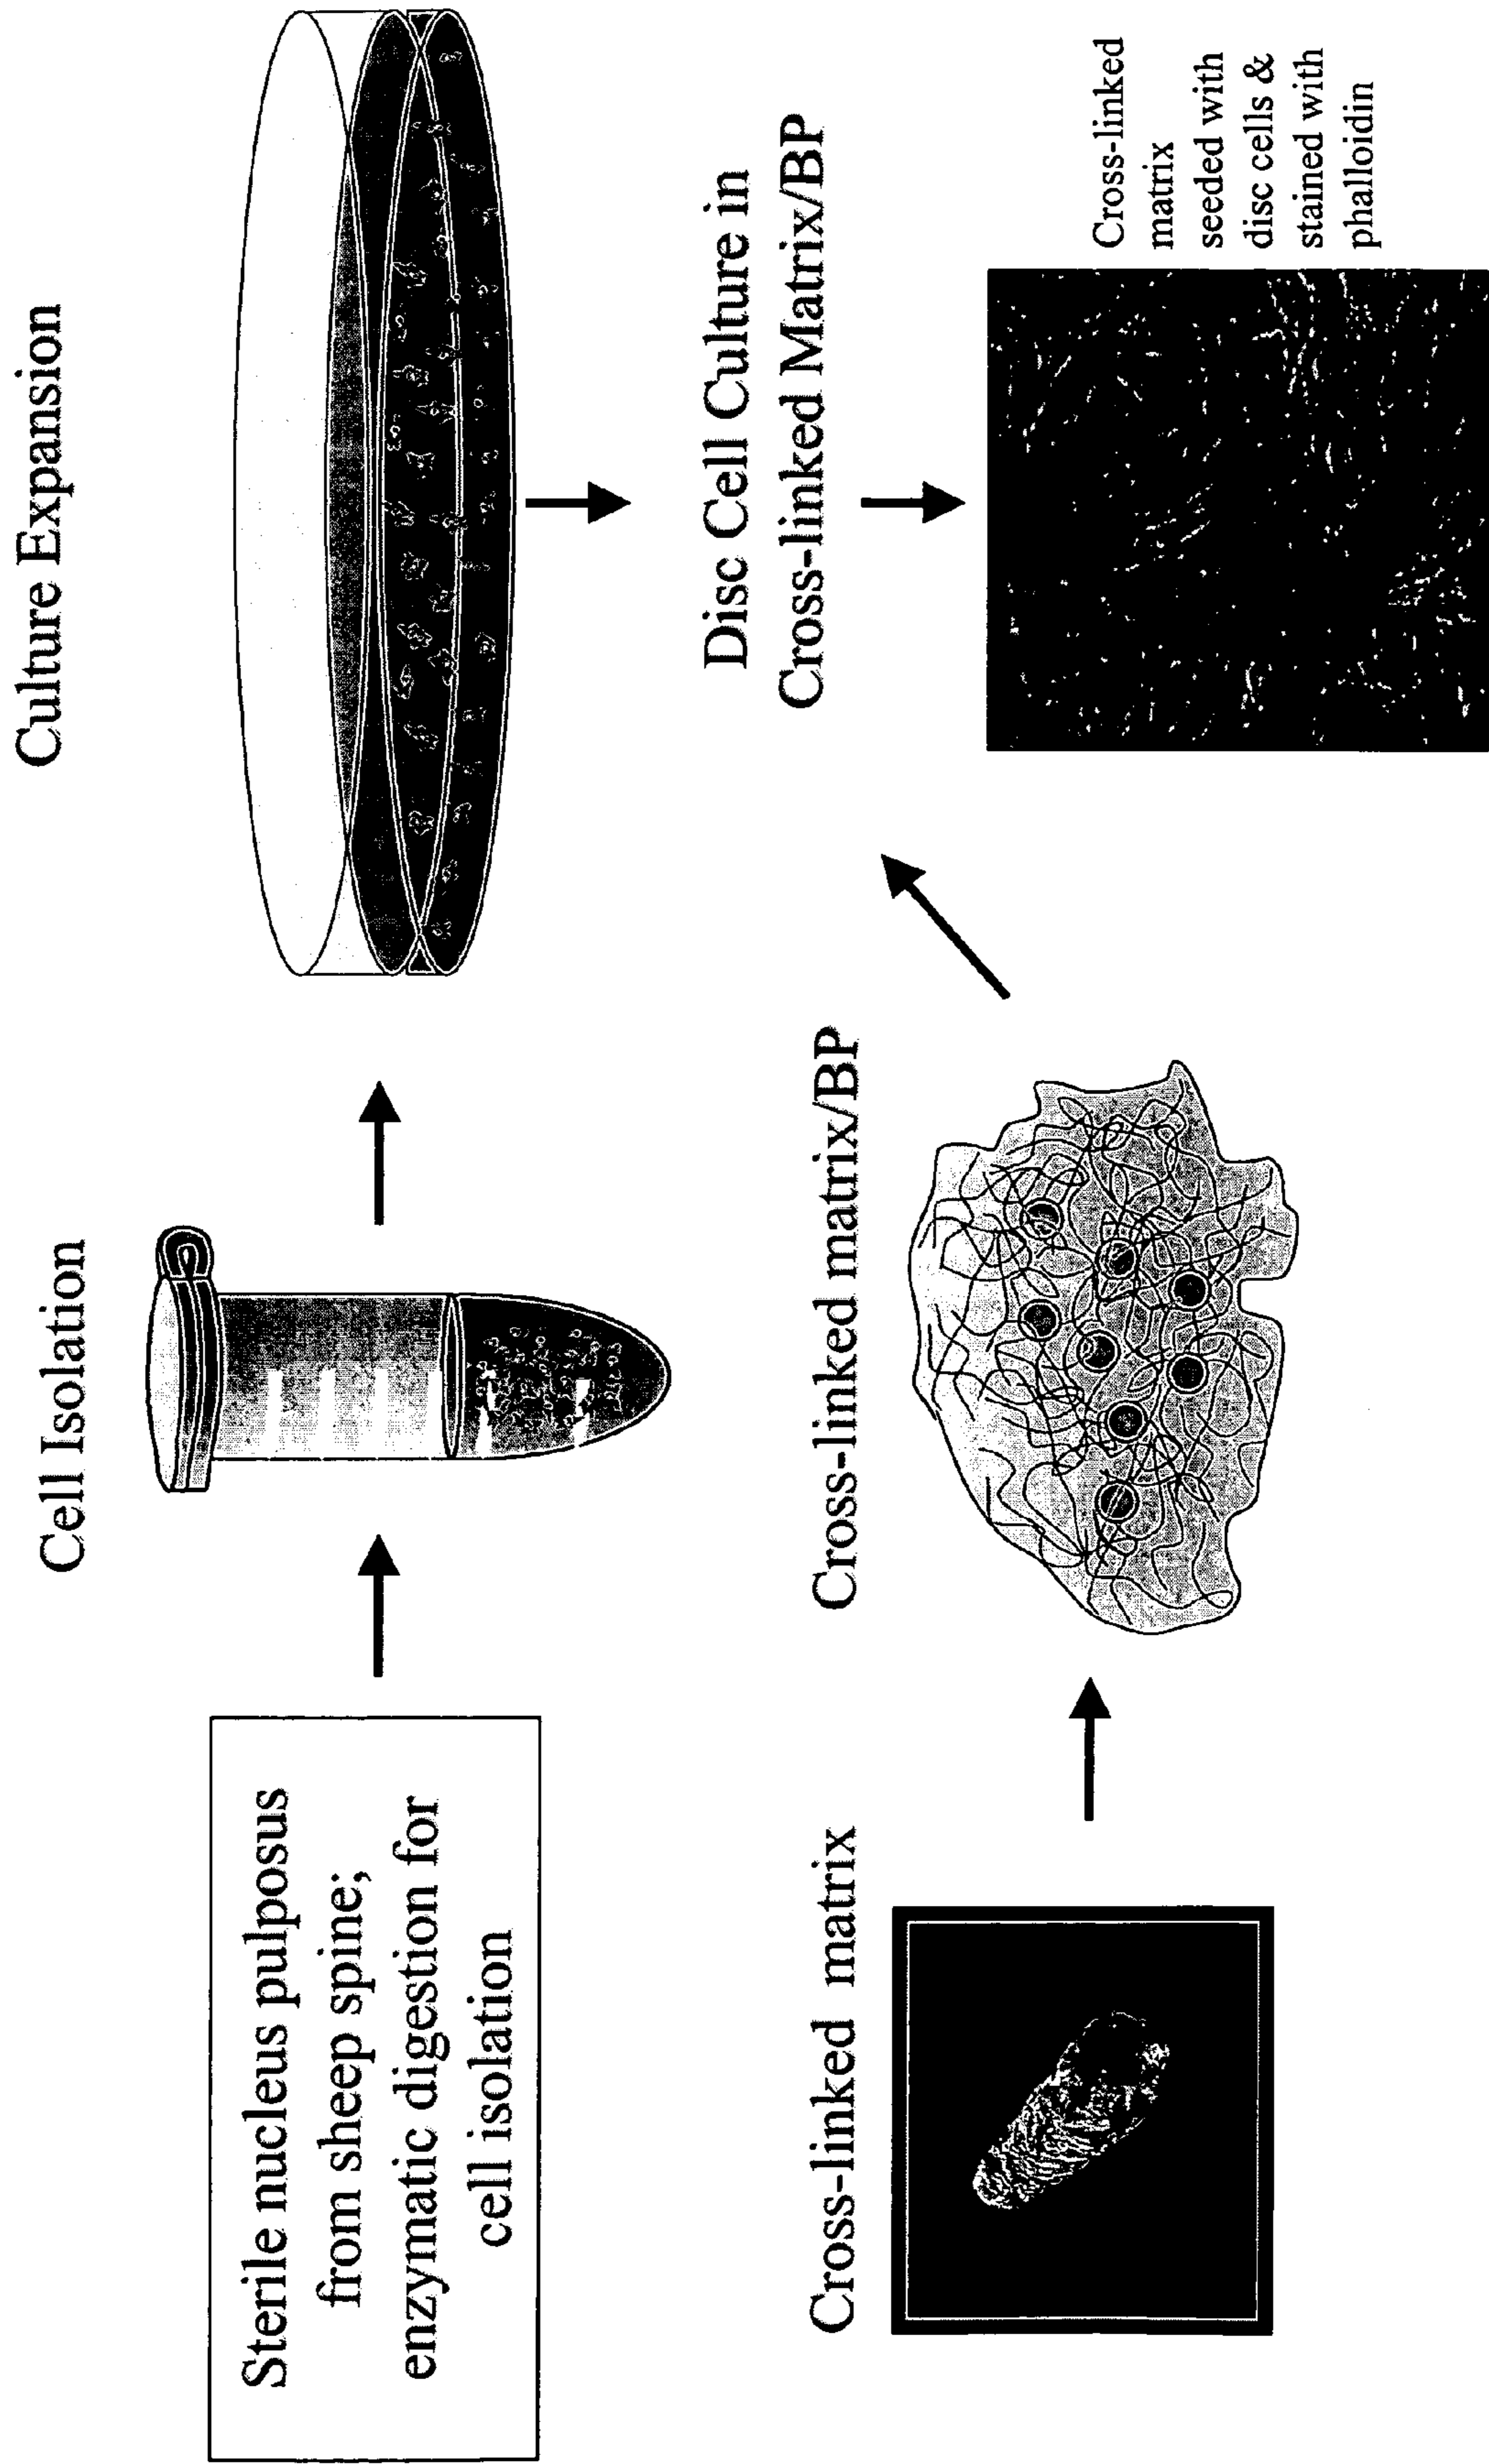 Sterile nucleus pulposus
from sheep spine;
enzymatic digestion for
cell isolation
Cell Isolation
Culture Expansion
Cross-linked matrix
Cross-linked matrix/BP
Disc Cell Culture in
Cross-linked Matrix/BP
Cross-linked
matrix
seeded with
disc cells &
stained with
phalloidin